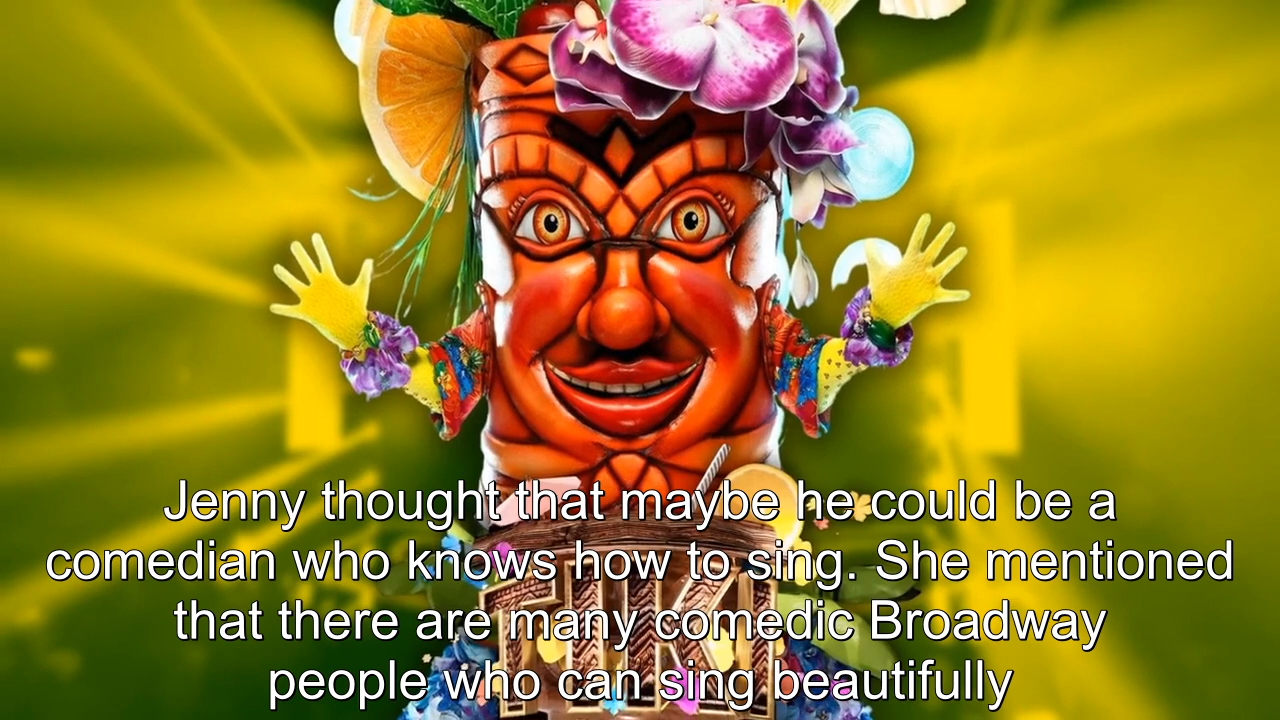 Jenny thought that maybe he could be a
comedian who knows how to sing. She mentioned
that there are many comedic Broadway
people who can sing beautifully
TIKI